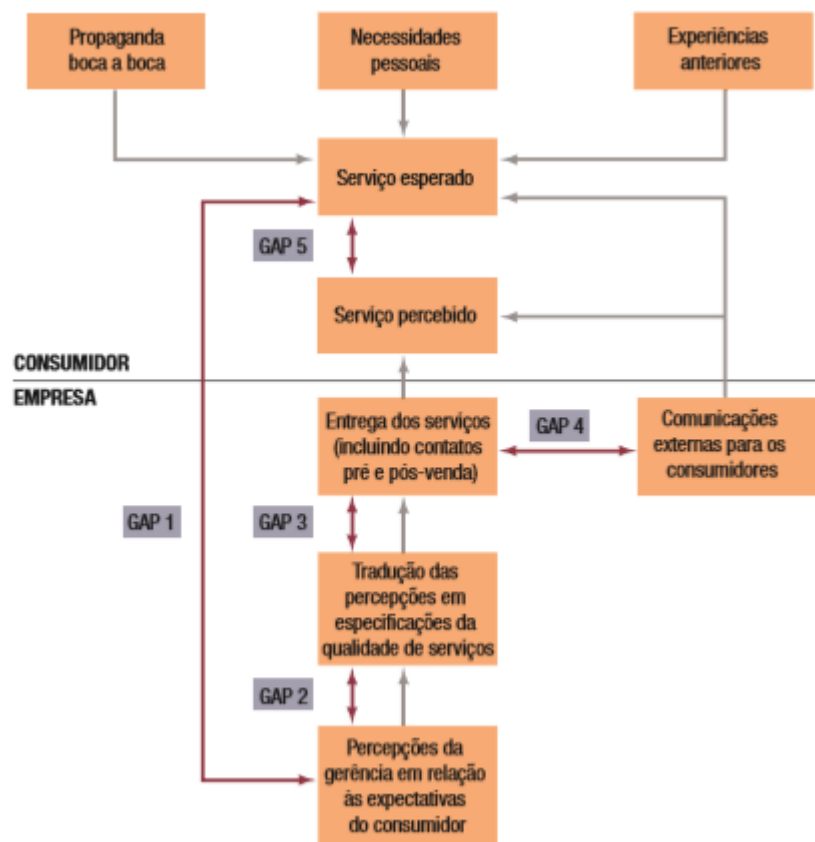 Propaganda
boca a boca
Necessidades
pessoais
Experiências
anteriores
Serviço esperado
GAP 5
Serviço percebido
CONSUMIDOR
EMPRESA
Entrega dos serviços
(incluindo contatos
pré e pós-venda)
GAP 4
Comunicações
externas para os
consumidores
GAP 1
GAP 3
Tradução das
percepções em
especificações da
qualidade de serviços
GAP 2
Percepções da
gerência em relação
às expectativas
do consumidor